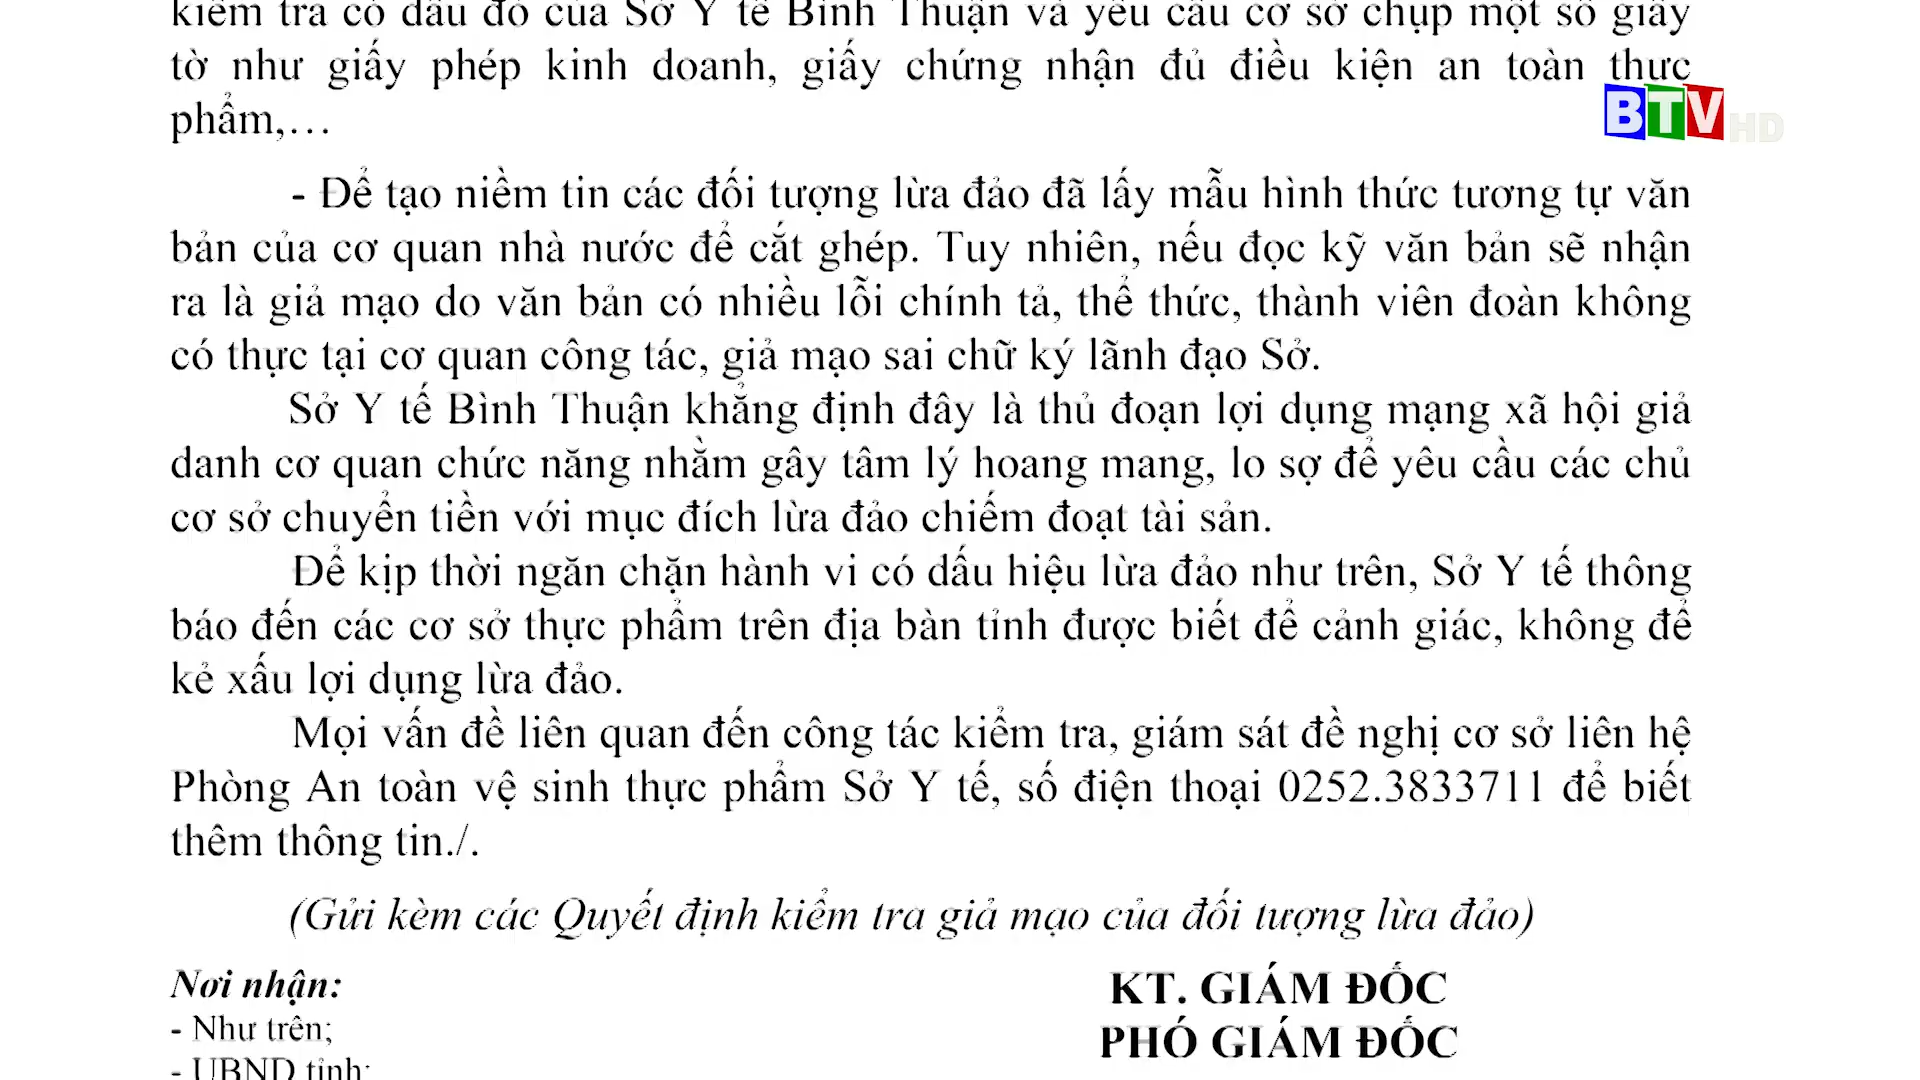 kiểm tra có dấu đỏ của Sở Y tế Bình Thuận và yêu cầu cơ sở chụp một số giấy
tờ như giấy phép kinh doanh, giấy chứng nhận đủ điều kiện an toàn thực
phẩm,…
BTV HD
- Để tạo niềm tin các đối tượng lừa đảo đã lấy mẫu hình thức tương tự văn
bản của cơ quan nhà nước để cắt ghép. Tuy nhiên, nếu đọc kỹ văn bản sẽ nhận
ra là giả mạo do văn bản có nhiều lỗi chính tả, thể thức, thành viên đoàn không
có thực tại cơ quan công tác, giả mạo sai chữ ký lãnh đạo Sở.
Sở Y tế Bình Thuận khẳng định đây là thủ đoạn lợi dụng mạng xã hội giả
danh cơ quan chức năng nhằm gây tâm lý hoang mang, lo sợ để yêu cầu các chủ
cơ sở chuyển tiền với mục đích lừa đảo chiếm đoạt tài sản.
Để kịp thời ngăn chặn hành vi có dấu hiệu lừa đảo như trên, Sở Y tế thông
báo đến các cơ sở thực phẩm trên địa bàn tỉnh được biết để cảnh giác, không để
kẻ xấu lợi dụng lừa đảo.
Mọi vấn đề liên quan đến công tác kiểm tra, giám sát đề nghị cơ sở liên hệ
Phòng An toàn vệ sinh thực phẩm Sở Y tế, số điện thoại 0252.3833711 để biết
thêm thông tin./.
(Gửi kèm các Quyết định kiểm tra giả mạo của đối tượng lừa đảo)
Nơi nhận:
- Như trên;
- UBND tỉnh;
KT. GIÁM ĐỐC
PHÓ GIÁM ĐỐC